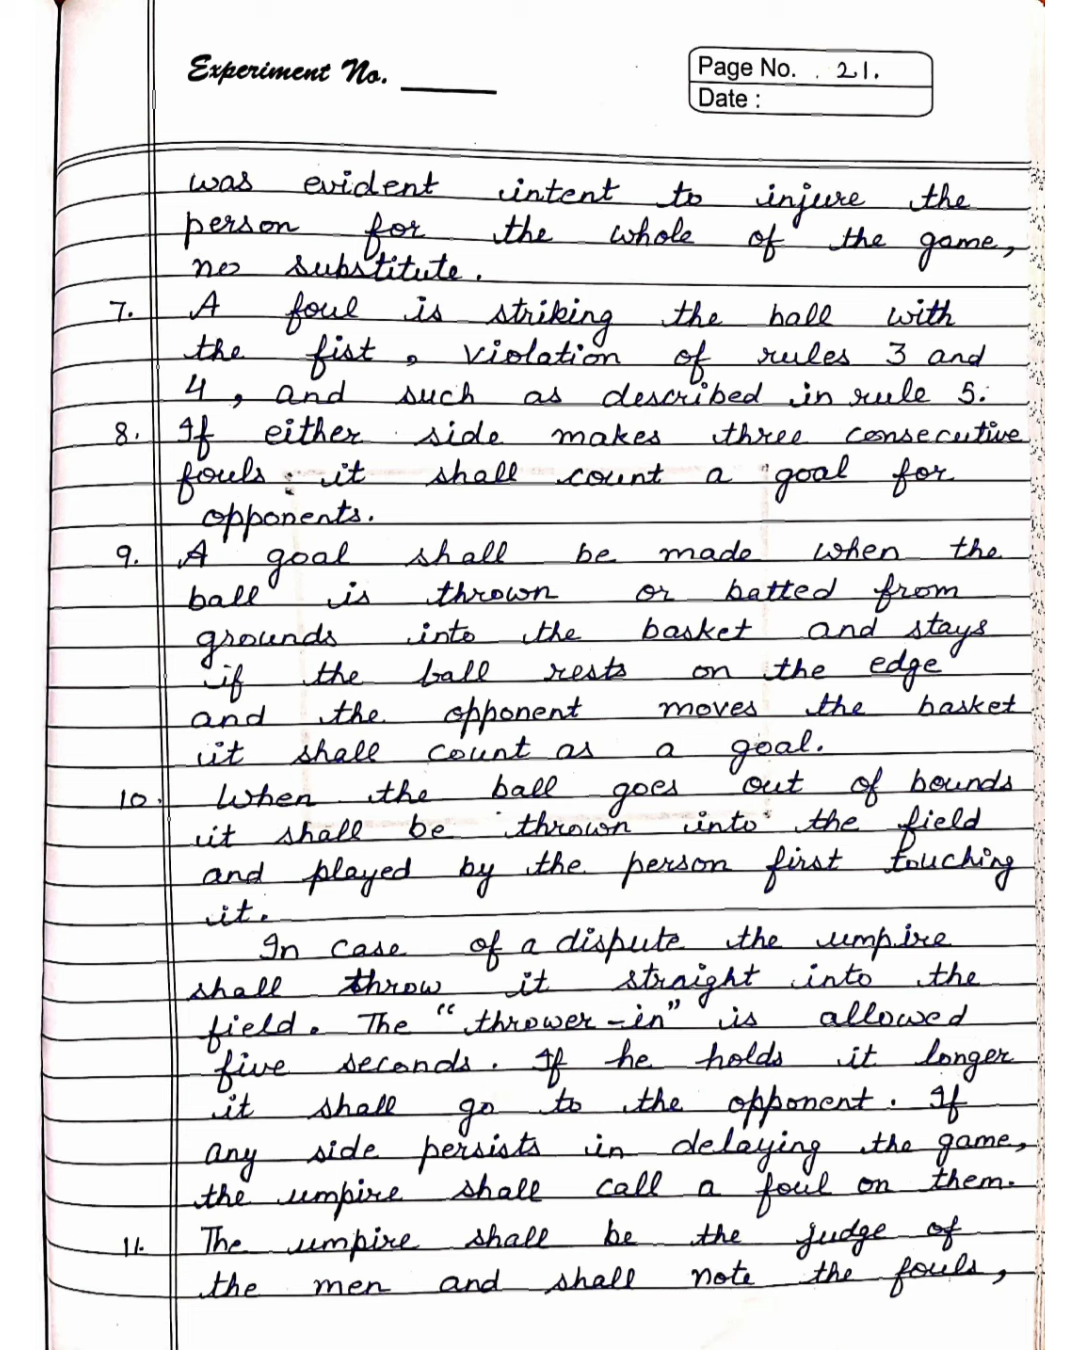 Experiment No.
Page No. 21.
Date :
was evident intent to injure the
person for the whole of the game,
no substitute.
7. A foul is striking the ball with
the fist, violation of rules 3 and
4, and such as described in rule 5.
8. If either side makes three consecutive
fouls; it shall count a goal for
opponents.
9. A goal shall be made when the
ball is thrown or batted from
grounds into the basket and stays
if the ball rests on the edge
and the opponent moves the basket
it shall count as a goal.
10. When the ball goes out of bounds
it shall be thrown into the field
and played by the person first touching
it.
In case of a dispute the umpire
shall throw it straight into the
field. The "thrower-in" is allowed
five seconds. If he holds it longer
it shall go to the opponent. If
any side persists in delaying the game,
the umpire shall call a foul on them.
11. The umpire shall be the judge of
the men and shall note the fouls,